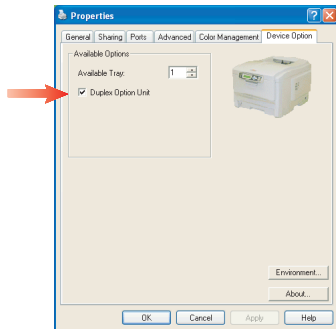 Properties
General Sharing Ports Advanced Color Management Device Option
Available Options
Available Tray: 1
Duplex Option Unit
Environment...
About...
OK Cancel Apply Help